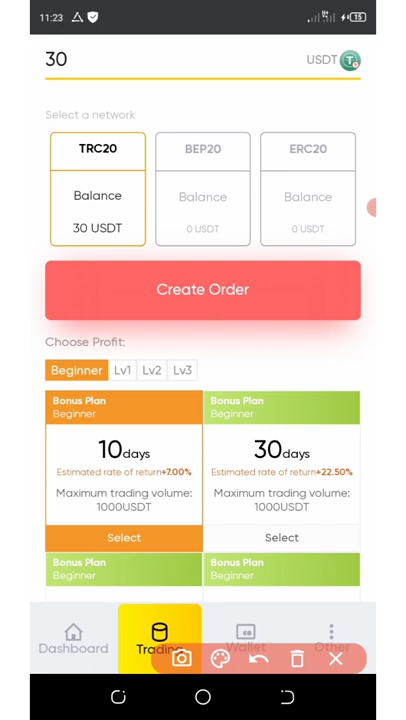 11:23
15
30
USDT
Select a network
TRC20
BEP20
ERC20
Balance
Balance
Balance
30 USDT
0 USDT
0 USDT
Create Order
Choose Profit:
Beginner Lv1 Lv2 Lv3
Bonus Plan
Beginner
10days
Estimated rate of return+7.00%
Maximum trading volume:
1000USDT
Select
Bonus Plan
Beginner
30days
Estimated rate of return+22.50%
Maximum trading volume:
1000USDT
Select
Bonus Plan
Beginner
Bonus Plan
Beginner
Dashboard
Trading
Wallet
Other